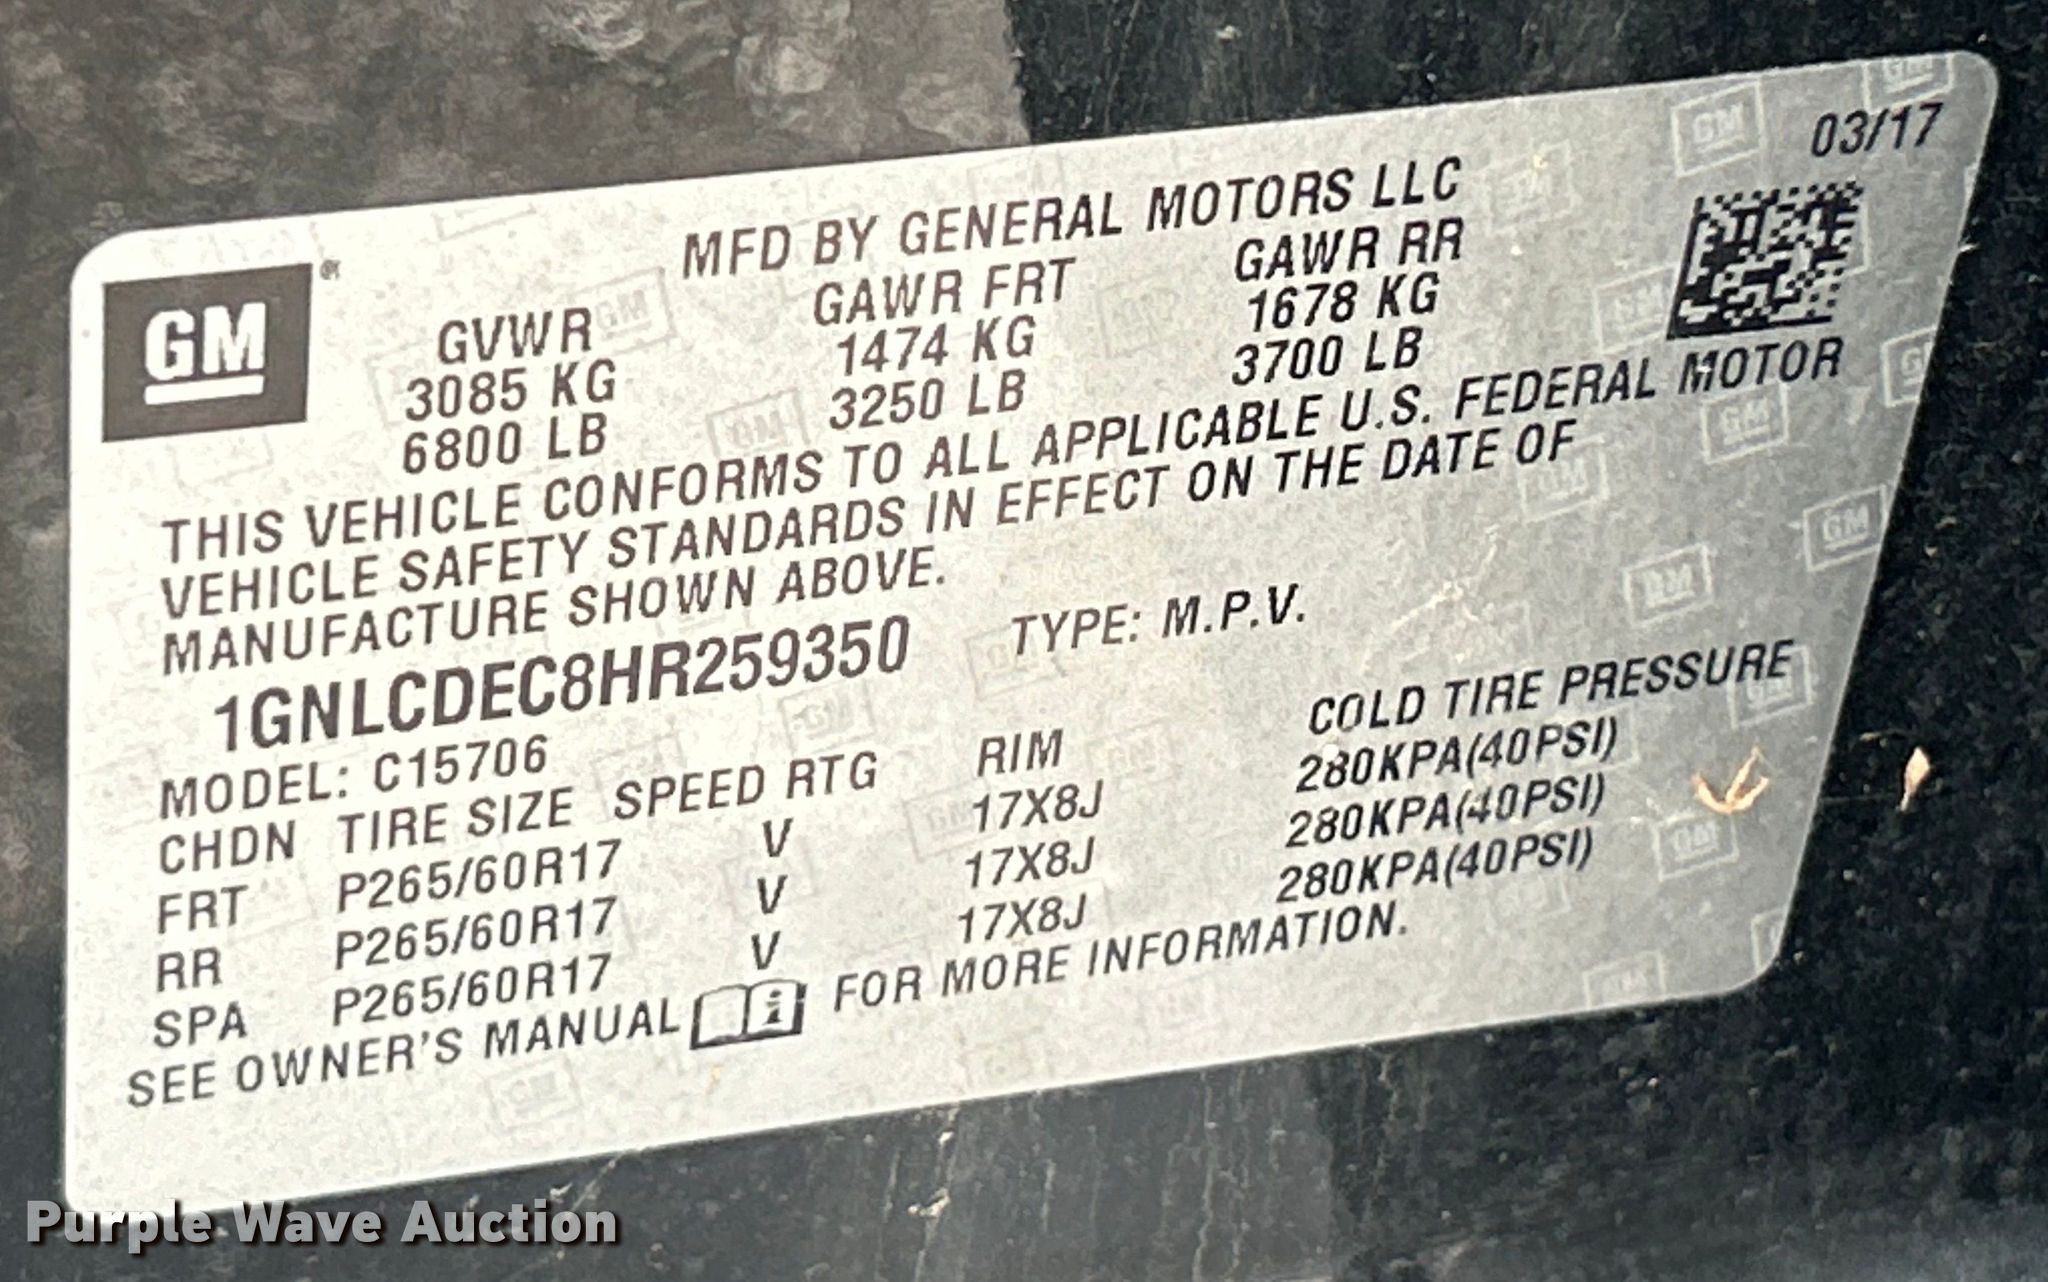 03/17
MFD BY GENERAL MOTORS LLC
GM
GVWR GAWR FRT GAWR RR
3085 KG 1474 KG 1678 KG
6800 LB 3250 LB 3700 LB
THIS VEHICLE CONFORMS TO ALL APPLICABLE U.S. FEDERAL MOTOR
VEHICLE SAFETY STANDARDS IN EFFECT ON THE DATE OF
MANUFACTURE SHOWN ABOVE.
1GNLCDEC8HR259350 TYPE: M.P.V.
MODEL: C15706
CHDN TIRE SIZE SPEED RTG RIM COLD TIRE PRESSURE
FRT P265/60R17 V 17X8J 280KPA(40PSI)
RR P265/60R17 V 17X8J 280KPA(40PSI)
SPA P265/60R17 V 17X8J 280KPA(40PSI)
SEE OWNER'S MANUAL FOR MORE INFORMATION.
Purple Wave Auction